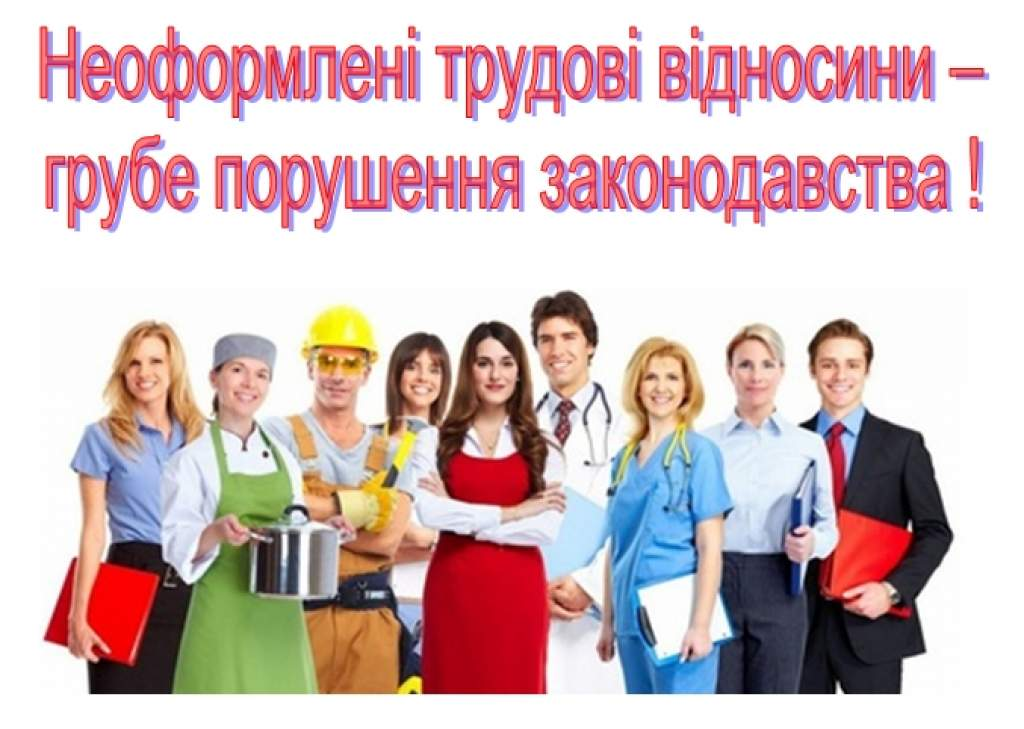 Неоформлені трудові відносини –
грубе порушення законодавства !